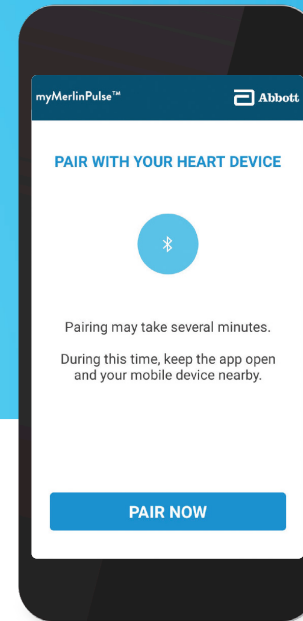 myMerlinPulse™
Abbott
PAIR WITH YOUR HEART DEVICE
Pairing may take several minutes.
During this time, keep the app open
and your mobile device nearby.
PAIR NOW